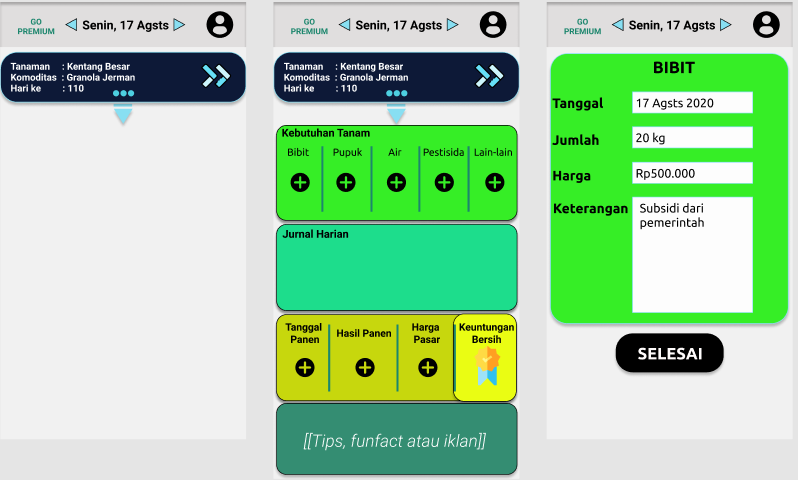 GO
PREMIUM
Senin, 17 Agsts
Tanaman : Kentang Besar
Komoditas : Granola Jerman
Hari ke : 110
GO
PREMIUM
Senin, 17 Agsts
Tanaman : Kentang Besar
Komoditas : Granola Jerman
Hari ke : 110
Kebutuhan Tanam
Bibit Pupuk Air Pestisida Lain-lain
Jurnal Harian
Tanggal
Panen
Hasil Panen
Harga
Pasar
Keuntungan
Bersih
[[Tips, funfact atau iklan]]
GO
PREMIUM
Senin, 17 Agsts
BIBIT
Tanggal 17 Agsts 2020
Jumlah 20 kg
Harga Rp500.000
Keterangan Subsidi dari
pemerintah
SELESAI